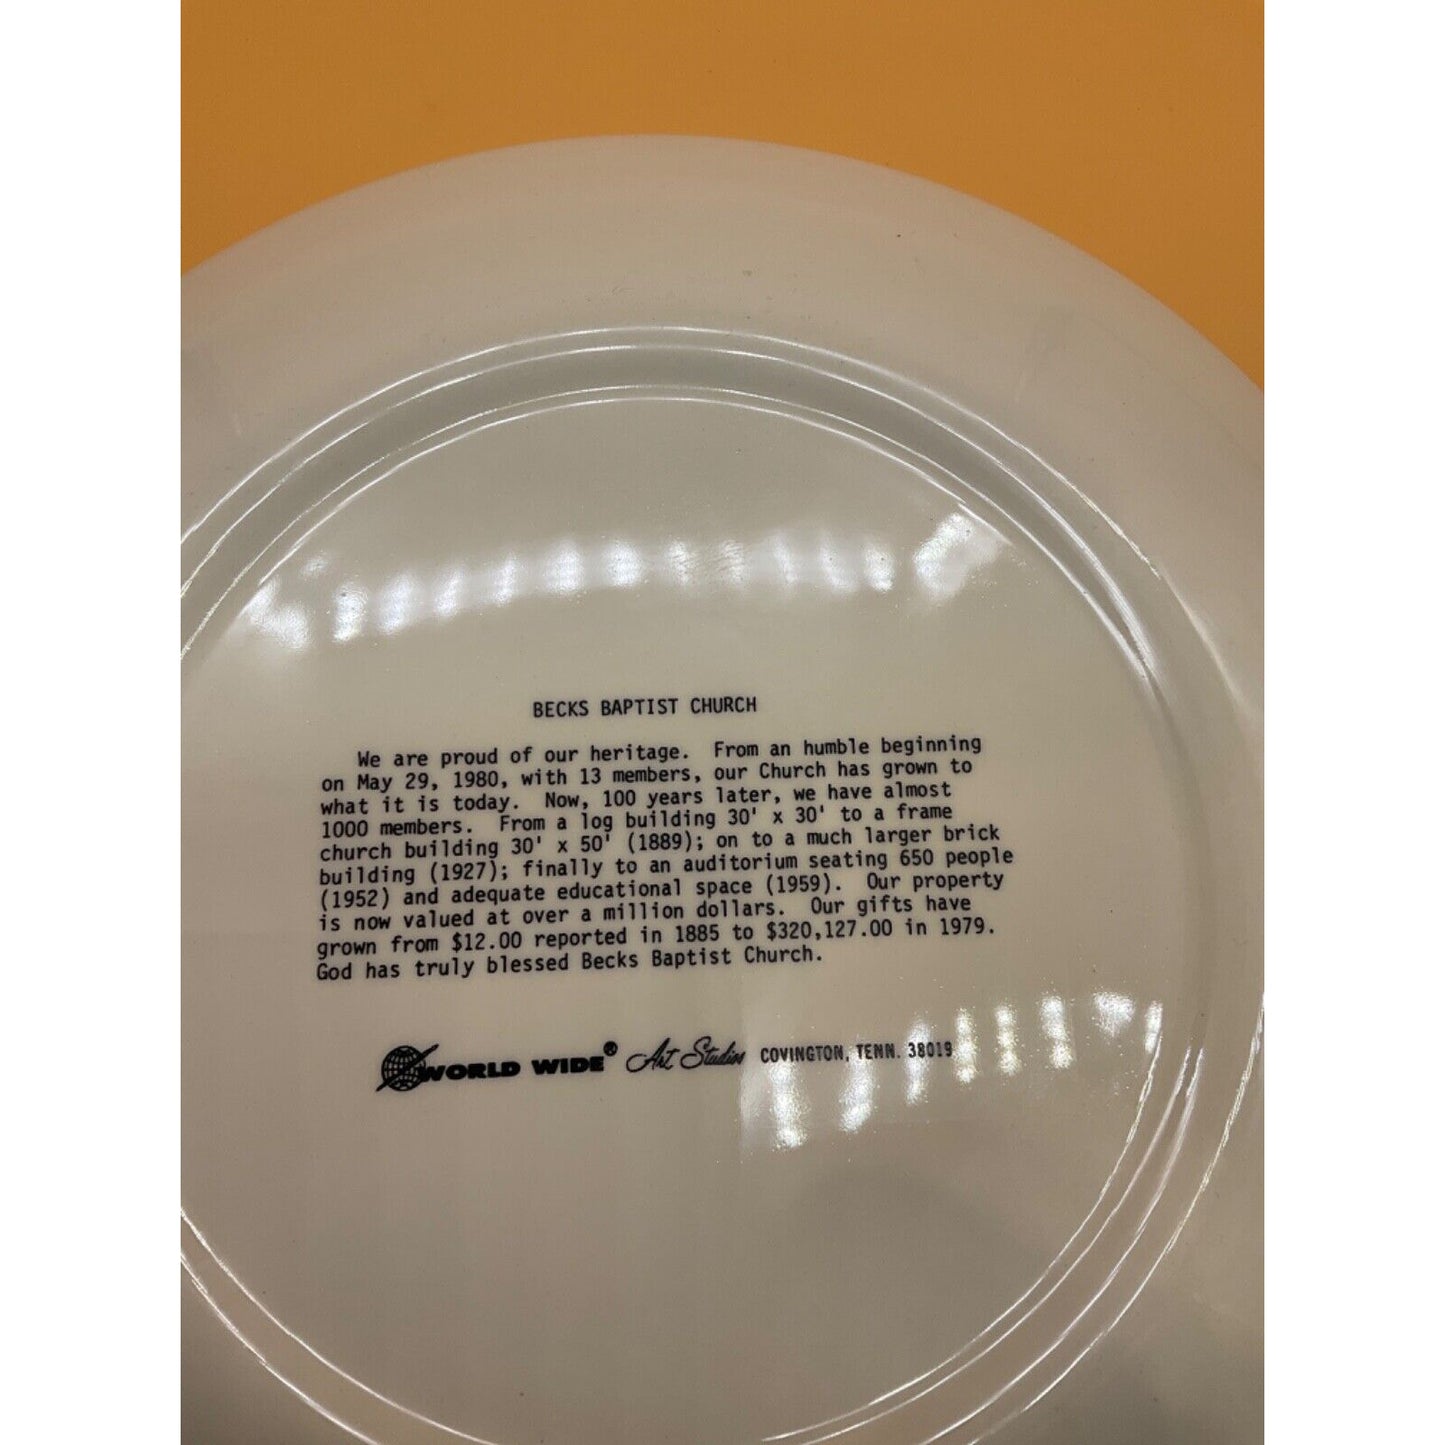 BECKS BAPTIST CHURCH
We are proud of our heritage. From an humble beginning
on May 29, 1980, with 13 members, our Church has grown to
what it is today. Now, 100 years later, we have almost
1000 members. From a log building 30' x 30' to a frame
church building 30' x 50' (1889); on to a much larger brick
building (1927); finally to an auditorium seating 650 people
(1952) and adequate educational space (1959). Our property
is now valued at over a million dollars. Our gifts have
grown from $12.00 reported in 1885 to $320,127.00 in 1979.
God has truly blessed Becks Baptist Church.
WORLD WIDE® Art Studios COVINGTON, TENN. 38019